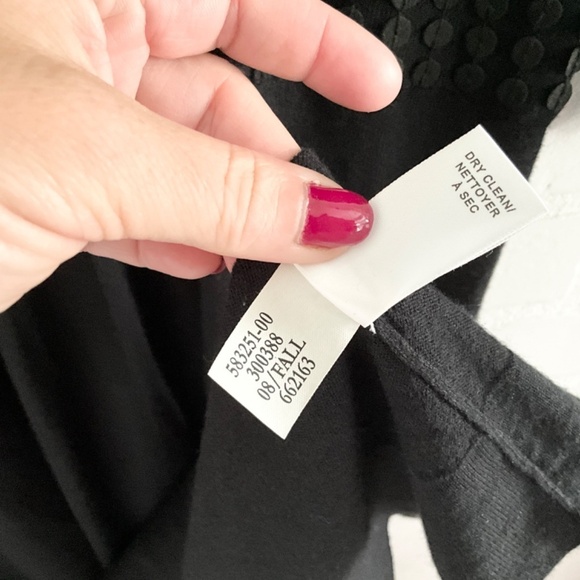 DRY CLEAN/
NETTOYER
À SEC
583251-00
300388
08/FALL
662163